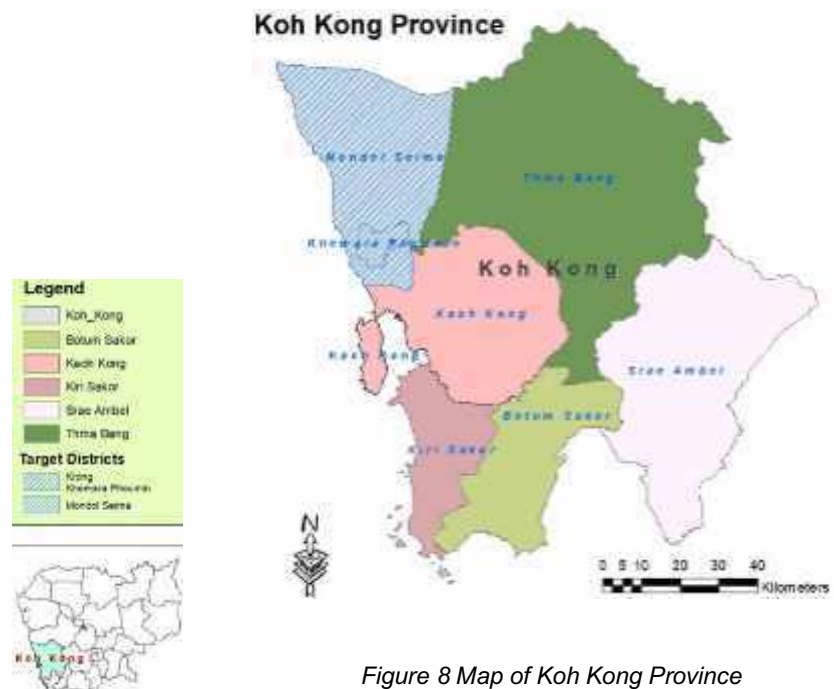 Koh Kong Province
Mondol Seima
Thma Bang
Koh Kong
Kaoh Kong
Kaoh Kong
Srae Ambel
Botum Sakor
Kiri Sakor
N
0 5 10 20 30 40
Kilometers
Legend
Koh_Kong
Botum Sakor
Kaoh Kong
Kiri Sakor
Srae Ambel
Thma Bang
Target Districts
Krong
Khemara Phoumin
Mondol Seima
Koh Kong
Figure 8 Map of Koh Kong Province